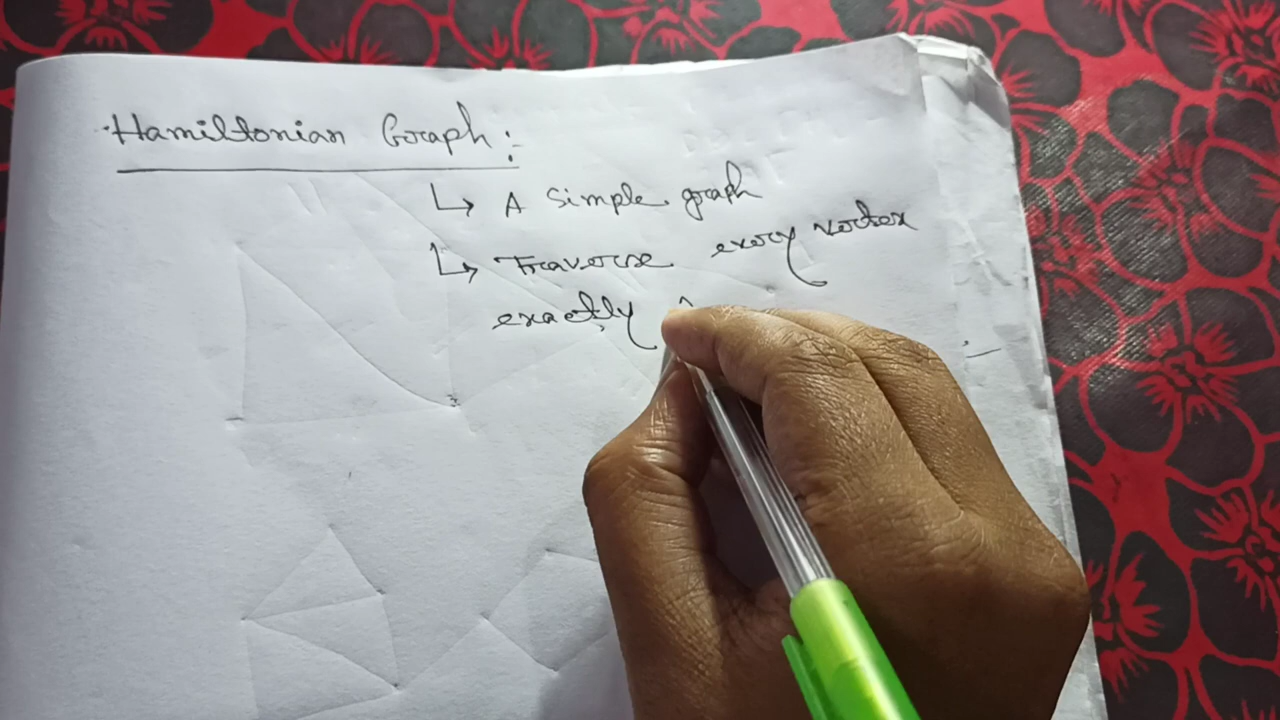 Hamiltonian Graph:
↳ A simple graph
↳ Traverse every vertex
exactly